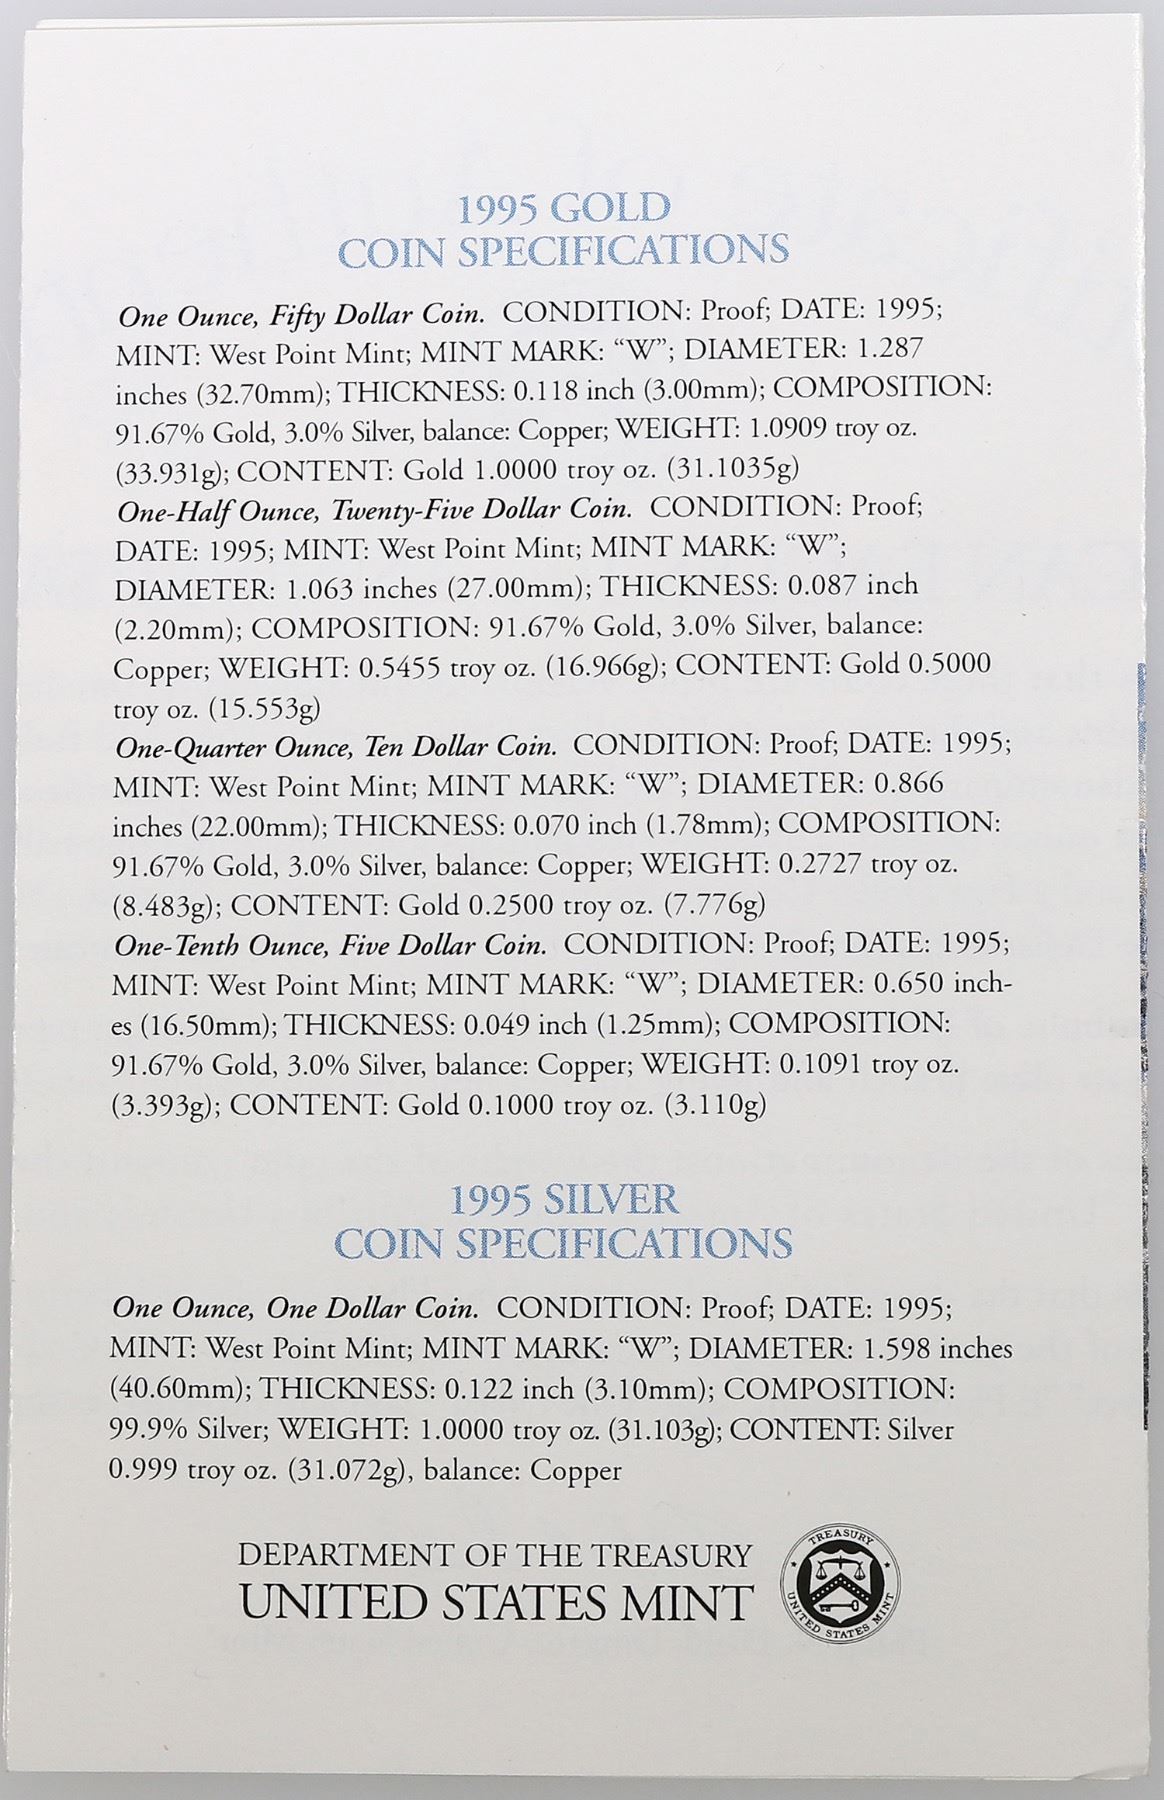 1995 GOLD
COIN SPECIFICATIONS
One Ounce, Fifty Dollar Coin. CONDITION: Proof; DATE: 1995;
MINT: West Point Mint; MINT MARK: “W”; DIAMETER: 1.287
inches (32.70mm); THICKNESS: 0.118 inch (3.00mm); COMPOSITION:
91.67% Gold, 3.0% Silver, balance: Copper; WEIGHT: 1.0909 troy oz.
(33.931g); CONTENT: Gold 1.0000 troy oz. (31.1035g)
One-Half Ounce, Twenty-Five Dollar Coin. CONDITION: Proof;
DATE: 1995; MINT: West Point Mint; MINT MARK: “W”;
DIAMETER: 1.063 inches (27.00mm); THICKNESS: 0.087 inch
(2.20mm); COMPOSITION: 91.67% Gold, 3.0% Silver, balance:
Copper; WEIGHT: 0.5455 troy oz. (16.966g); CONTENT: Gold 0.5000
troy oz. (15.553g)
One-Quarter Ounce, Ten Dollar Coin. CONDITION: Proof; DATE: 1995;
MINT: West Point Mint; MINT MARK: “W”; DIAMETER: 0.866
inches (22.00mm); THICKNESS: 0.070 inch (1.78mm); COMPOSITION:
91.67% Gold, 3.0% Silver, balance: Copper; WEIGHT: 0.2727 troy oz.
(8.483g); CONTENT: Gold 0.2500 troy oz. (7.776g)
One-Tenth Ounce, Five Dollar Coin. CONDITION: Proof; DATE: 1995;
MINT: West Point Mint; MINT MARK: “W”; DIAMETER: 0.650 inch-
es (16.50mm); THICKNESS: 0.049 inch (1.25mm); COMPOSITION:
91.67% Gold, 3.0% Silver, balance: Copper; WEIGHT: 0.1091 troy oz.
(3.393g); CONTENT: Gold 0.1000 troy oz. (3.110g)
1995 SILVER
COIN SPECIFICATIONS
One Ounce, One Dollar Coin. CONDITION: Proof; DATE: 1995;
MINT: West Point Mint; MINT MARK: “W”; DIAMETER: 1.598 inches
(40.60mm); THICKNESS: 0.122 inch (3.10mm); COMPOSITION:
99.9% Silver; WEIGHT: 1.0000 troy oz. (31.103g); CONTENT: Silver
0.999 troy oz. (31.072g), balance: Copper
DEPARTMENT OF THE TREASURY
UNITED STATES MINT
TREASURY
UNITED STATES MINT